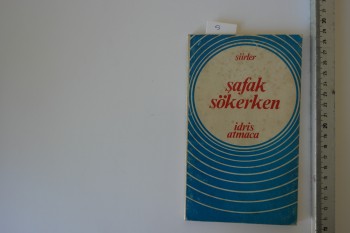 şiirler
şafak
sökerken
idris
atmaca